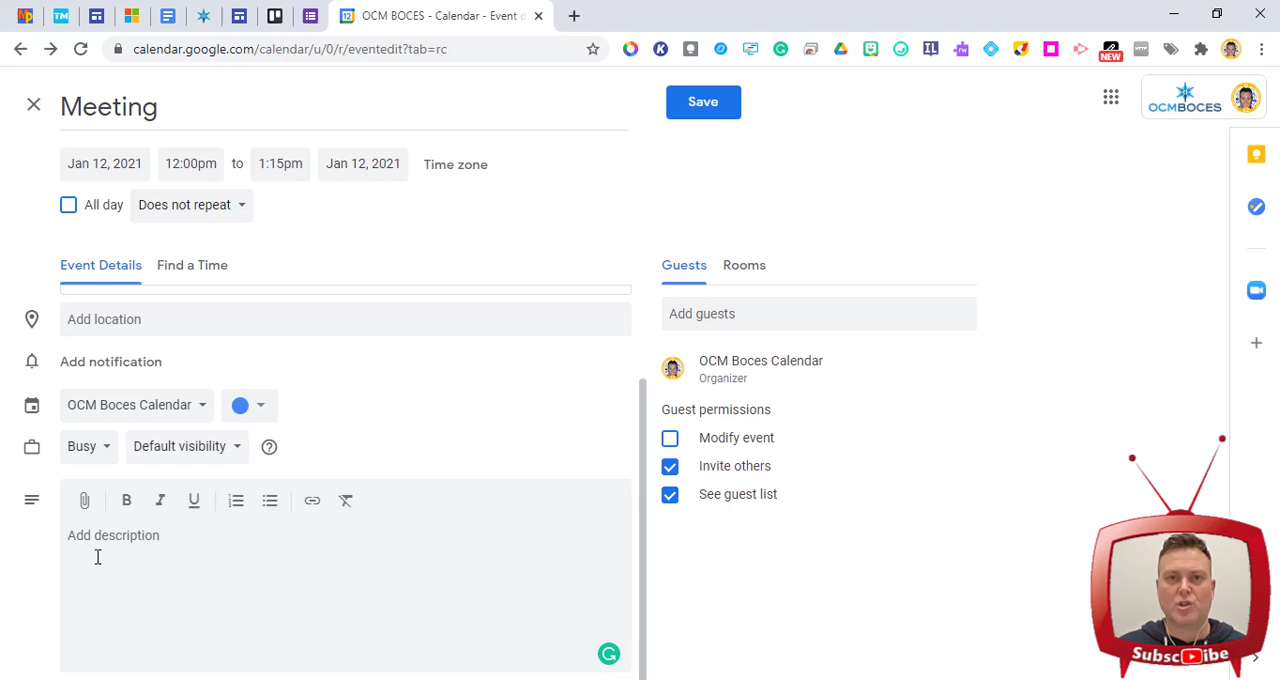 OCM BOCES - Calendar - Event c
calendar.google.com/calendar/u/0/r/eventedit?tab=rc
NEW
Meeting
Save
OCMBOCES
Jan 12, 2021 12:00pm to 1:15pm Jan 12, 2021 Time zone
All day Does not repeat
Event Details Find a Time
Guests Rooms
Add location
Add guests
Add notification
OCM Boces Calendar
Organizer
OCM Boces Calendar
Guest permissions
Modify event
Busy Default visibility
Invite others
See guest list
Add description
Subscribe